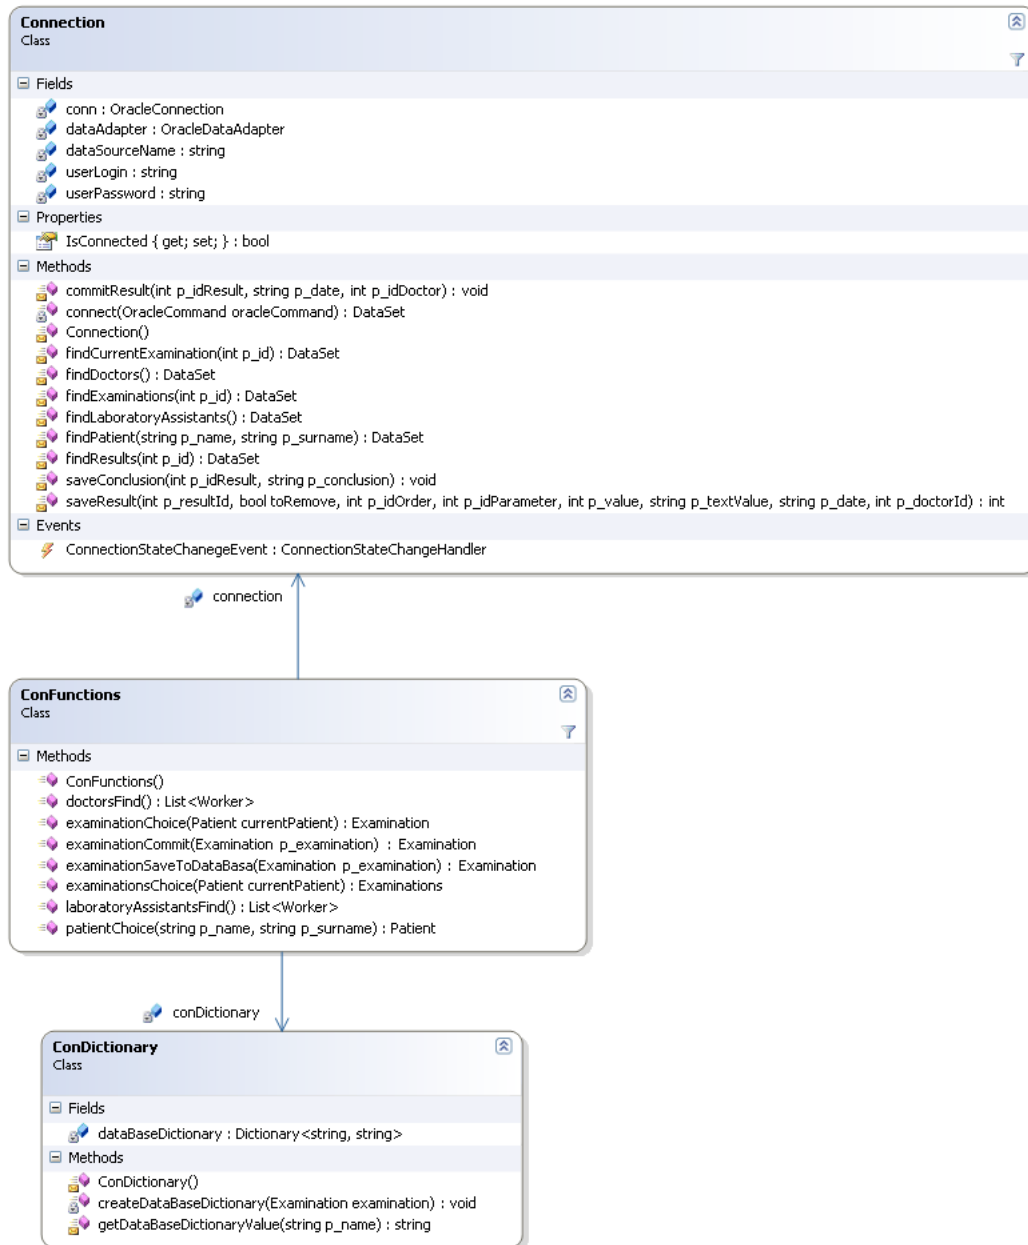 Connection
Class
Fields
conn : OracleConnection
dataAdapter : OracleDataAdapter
dataSourceName : string
userLogin : string
userPassword : string
Properties
IsConnected { get; set; } : bool
Methods
commitResult(int p_idResult, string p_date, int p_idDoctor) : void
connect(OracleCommand oracleCommand) : DataSet
Connection()
findCurrentExamination(int p_id) : DataSet
findDoctors() : DataSet
findExaminations(int p_id) : DataSet
findLaboratoryAssistants() : DataSet
findPatient(string p_name, string p_surname) : DataSet
findResults(int p_id) : DataSet
saveConclusion(int p_idResult, string p_conclusion) : void
saveResult(int p_resultId, bool toRemove, int p_idOrder, int p_idParameter, int p_value, string p_textValue, string p_date, int p_doctorId) : int
Events
ConnectionStateChanegeEvent : ConnectionStateChangeHandler
connection
ConFunctions
Class
Methods
ConFunctions()
doctorsFind() : List<Worker>
examinationChoice(Patient currentPatient) : Examination
examinationCommit(Examination p_examination) : Examination
examinationSaveToDataBasa(Examination p_examination) : Examination
examinationsChoice(Patient currentPatient) : Examinations
laboratoryAssistantsFind() : List<Worker>
patientChoice(string p_name, string p_surname) : Patient
conDictionary
ConDictionary
Class
Fields
dataBaseDictionary : Dictionary<string, string>
Methods
ConDictionary()
createDataBaseDictionary(Examination examination) : void
getDataBaseDictionaryValue(string p_name) : string